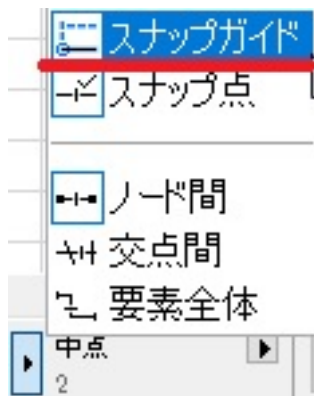 スナップガイド
スナップ点
ノード間
交点間
要素全体
中点
2